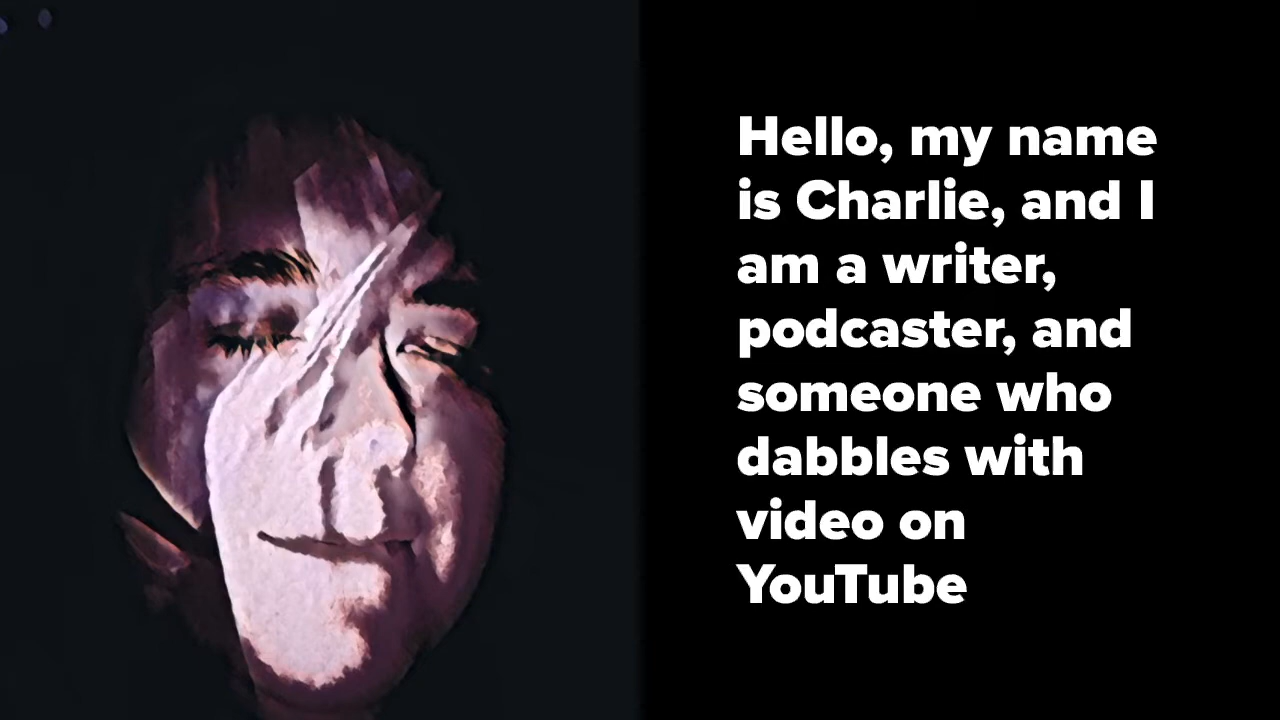 Hello, my name
is Charlie, and I
am a writer,
podcaster, and
someone who
dabbles with
video on
YouTube